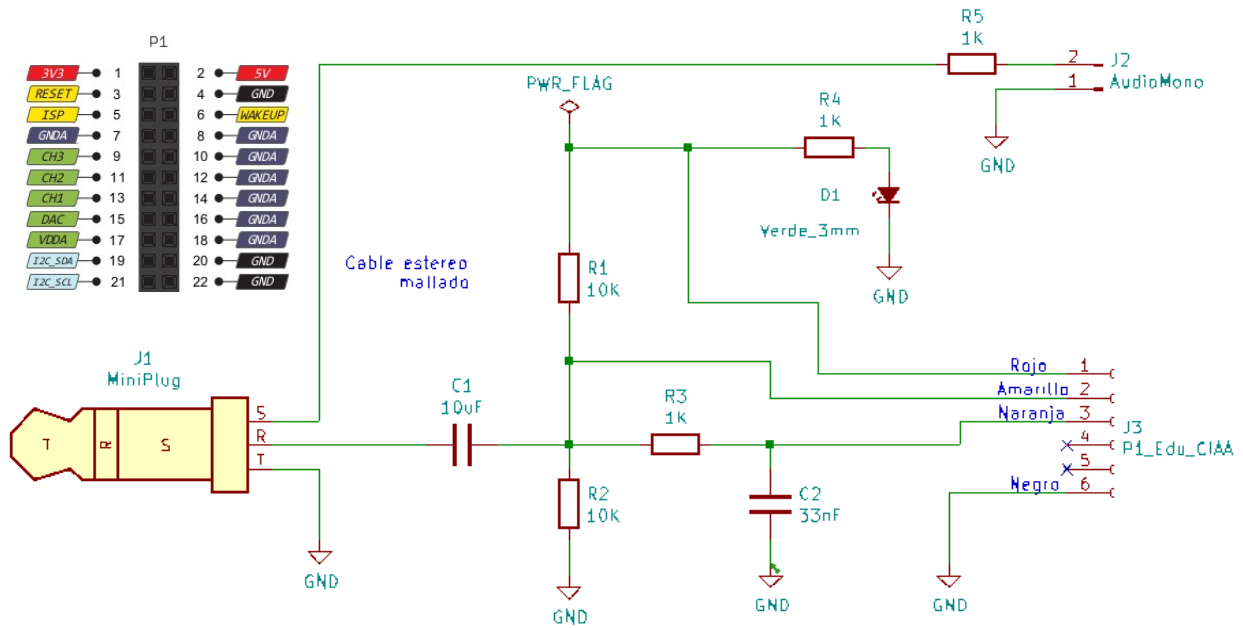 P1
3V3 1 2 5V
RESET 3 4 GND
ISP 5 6 WAKEUP
GNDA 7 8 GNDA
CH3 9 10 GNDA
CH2 11 12 GNDA
CH1 13 14 GNDA
DAC 15 16 GNDA
VDDA 17 18 GNDA
I2C_SDA 19 20 GND
I2C_SCL 21 22 GND
R5
1K
2
1
J2
AudioMono
GND
PWR_FLAG
R4
1K
D1
Verde_3mm
GND
Cable estereo
mallado
R1
10K
J1
MiniPlug
T R S
S
R
T
GND
C1
10uF
R3
1K
R2
10K
GND
C2
33nF
GND
Rojo 1
Amarillo 2
Naranja 3
4
5
Negro 6
J3
P1_Edu_CIAA
GND